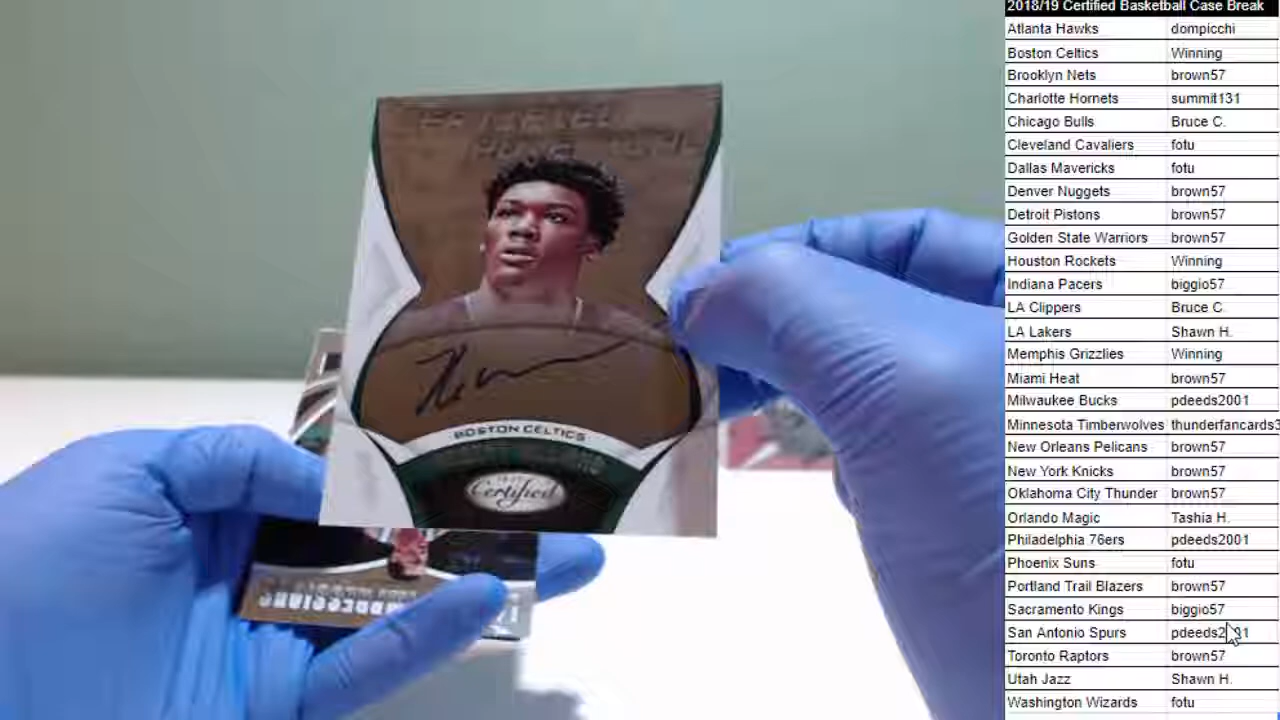 2018/19 Certified Basketball Case Break
Atlanta Hawks dompicchi
Boston Celtics Winning
Brooklyn Nets brown57
Charlotte Hornets summit131
Chicago Bulls Bruce C.
Cleveland Cavaliers fotu
Dallas Mavericks fotu
Denver Nuggets brown57
Detroit Pistons brown57
Golden State Warriors brown57
Houston Rockets Winning
Indiana Pacers biggio57
LA Clippers Bruce C.
LA Lakers Shawn H.
Memphis Grizzlies Winning
Miami Heat brown57
Milwaukee Bucks pdeeds2001
Minnesota Timberwolves thunderfancards3
New Orleans Pelicans brown57
New York Knicks brown57
Oklahoma City Thunder brown57
Orlando Magic Tashia H.
Philadelphia 76ers pdeeds2001
Phoenix Suns fotu
Portland Trail Blazers brown57
Sacramento Kings biggio57
San Antonio Spurs
Toronto Raptors brown57
Utah Jazz Shawn H.
Washington Wizards fotu
BOSTON CELTICS
Certified